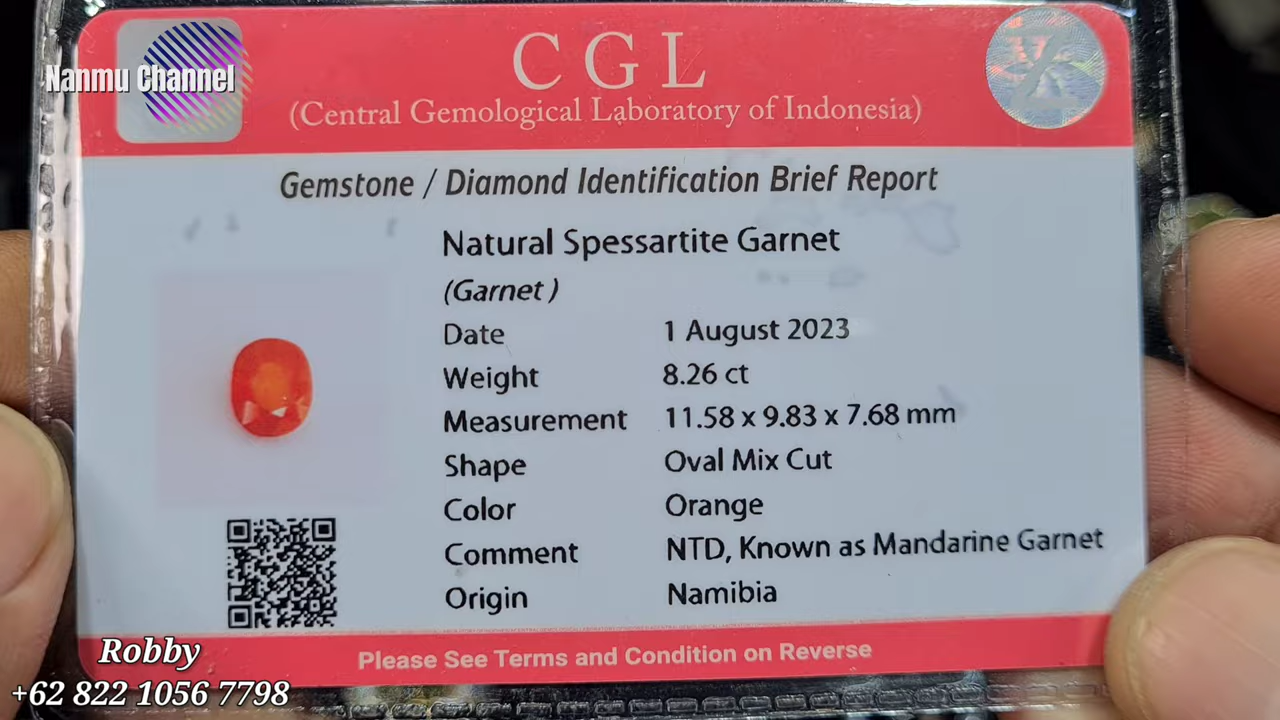 Nanmu Channel
C G L
(Central Gemological Laboratory of Indonesia)
Gemstone / Diamond Identification Brief Report
Natural Spessartite Garnet
(Garnet )
Date 1 August 2023
Weight 8.26 ct
Measurement 11.58 x 9.83 x 7.68 mm
Shape Oval Mix Cut
Color Orange
Comment NTD, Known as Mandarine Garnet
Origin Namibia
Please See Terms and Condition on Reverse
Robby
+62 822 1056 7798